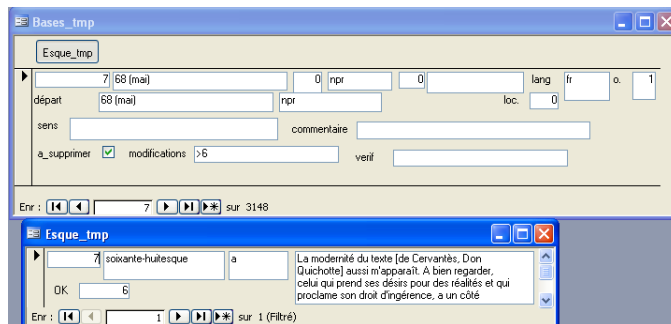 Bases_tmp
Esque_tmp
7 68 (mai) 0 npr 0 lang fr o. 1
départ 68 (mai) npr loc. 0
sens commentaire
a_supprimer modifications >6 verif
Enr : 7 sur 3148
Esque_tmp
7 soixante-huitesque a La modernité du texte [de Cervantès, Don
Quichotte] aussi m'apparaît. A bien regarder,
celui qui prend ses désirs pour des réalités et qui
OK 6 proclame son droit d'ingérence, a un côté
Enr : 1 sur 1 (Filtré)